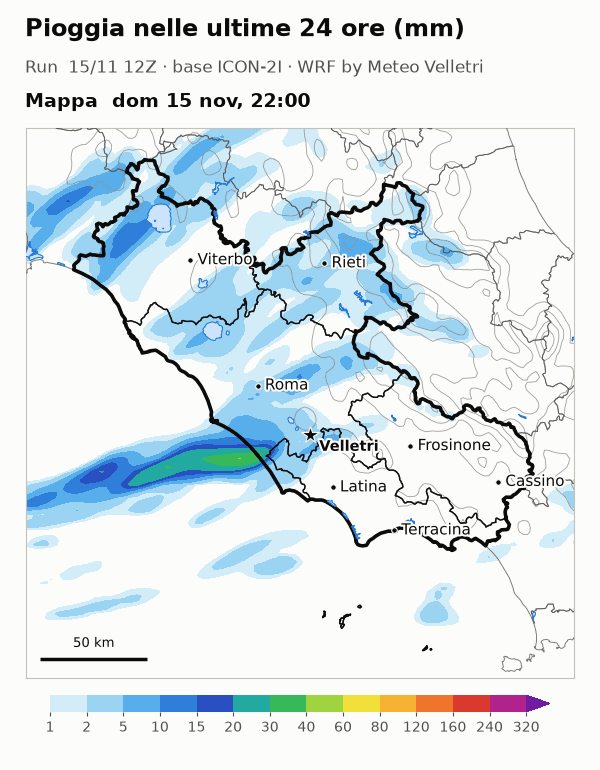 Pioggia nelle ultime 24 ore (mm)
Run  15/11 12Z · base ICON-2I · WRF by Meteo Velletri
Mappa  dom 15 nov, 22:00
Viterbo
Rieti
Roma
Velletri
Frosinone
Cassino
Latina
Terracina
50 km
1 2 5 10 15 20 30 40 60 80 120 160 240 320